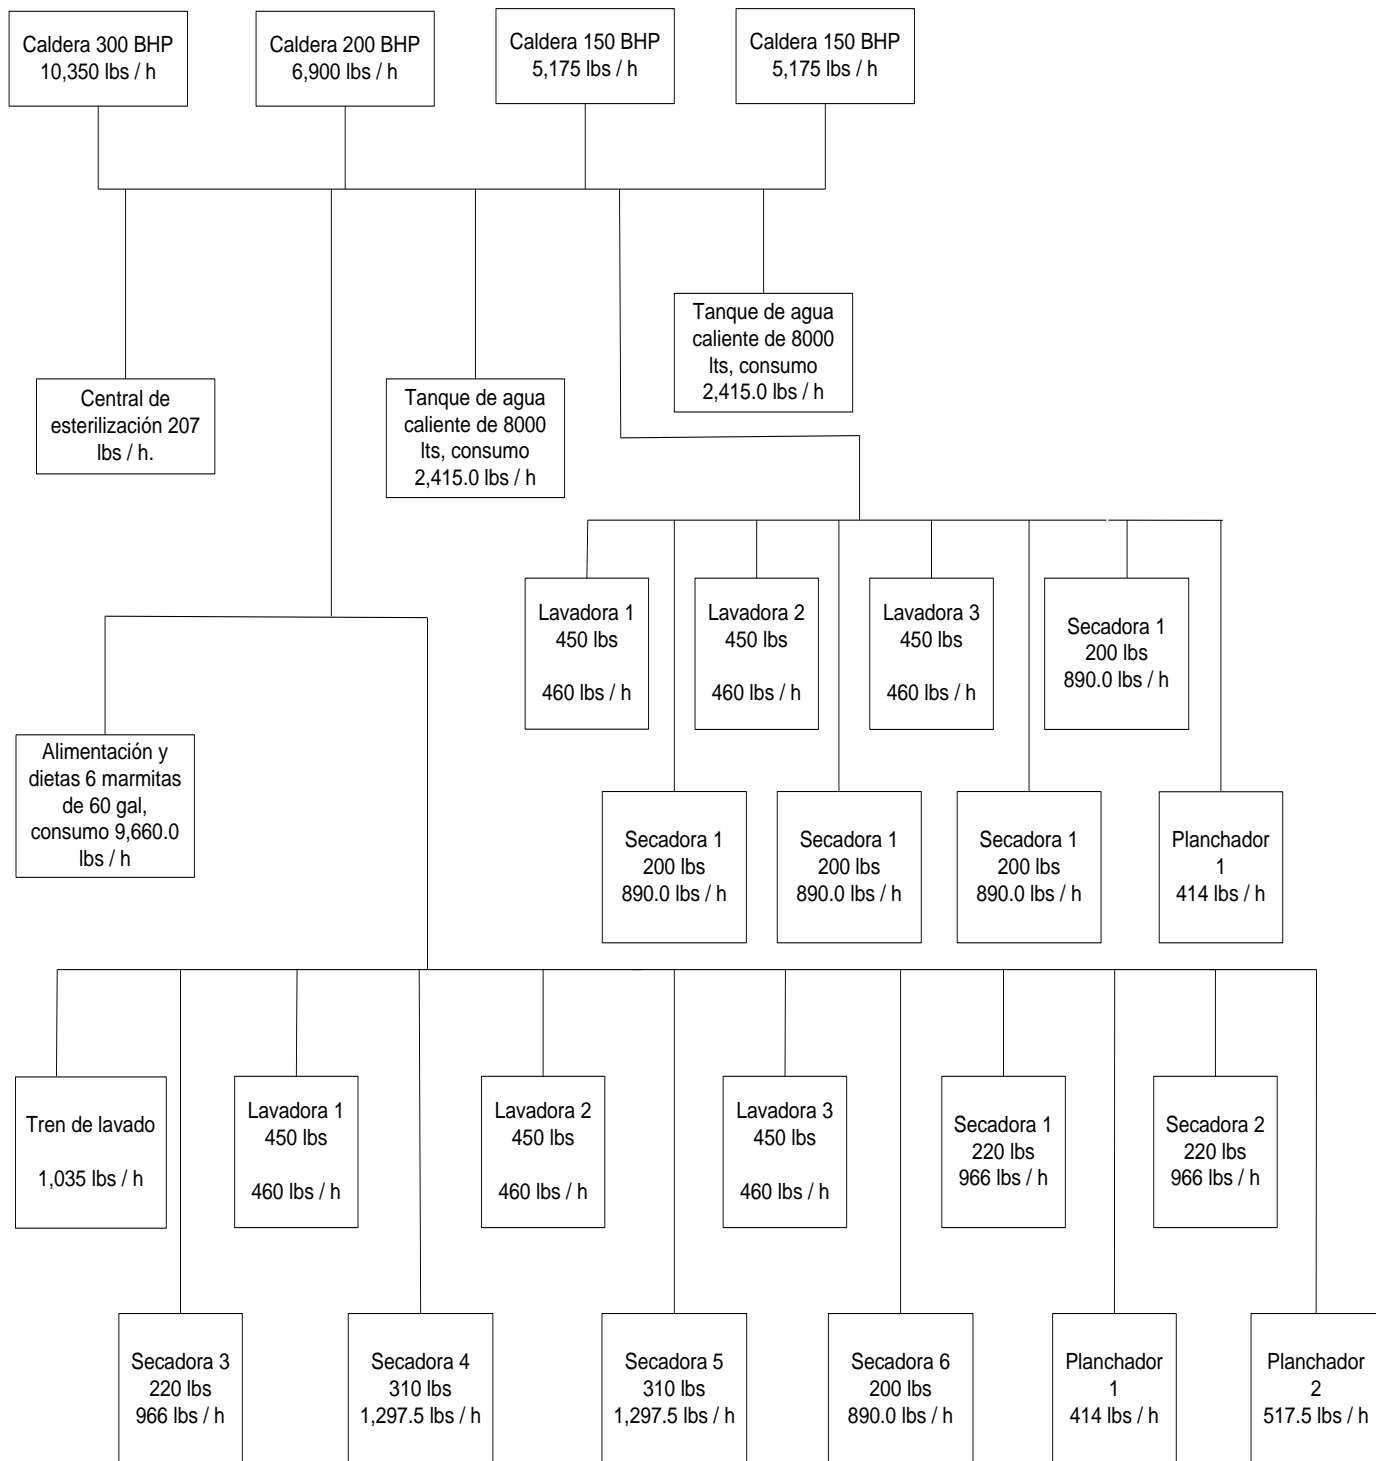 Caldera 300 BHP
10,350 lbs / h
Caldera 200 BHP
6,900 lbs / h
Caldera 150 BHP
5,175 lbs / h
Caldera 150 BHP
5,175 lbs / h
Tanque de agua
caliente de 8000
lts, consumo
2,415.0 lbs / h
Central de
esterilización 207
lbs / h.
Tanque de agua
caliente de 8000
lts, consumo
2,415.0 lbs / h
Lavadora 1
450 lbs
460 lbs / h
Lavadora 2
450 lbs
460 lbs / h
Lavadora 3
450 lbs
460 lbs / h
Secadora 1
200 lbs
890.0 lbs / h
Alimentación y
dietas 6 marmitas
de 60 gal,
consumo 9,660.0
lbs / h
Secadora 1
200 lbs
890.0 lbs / h
Secadora 1
200 lbs
890.0 lbs / h
Secadora 1
200 lbs
890.0 lbs / h
Planchador
1
414 lbs / h
Tren de lavado
1,035 lbs / h
Lavadora 1
450 lbs
460 lbs / h
Lavadora 2
450 lbs
460 lbs / h
Lavadora 3
450 lbs
460 lbs / h
Secadora 1
220 lbs
966 lbs / h
Secadora 2
220 lbs
966 lbs / h
Secadora 3
220 lbs
966 lbs / h
Secadora 4
310 lbs
1,297.5 lbs / h
Secadora 5
310 lbs
1,297.5 lbs / h
Secadora 6
200 lbs
890.0 lbs / h
Planchador
1
414 lbs / h
Planchador
2
517.5 lbs / h